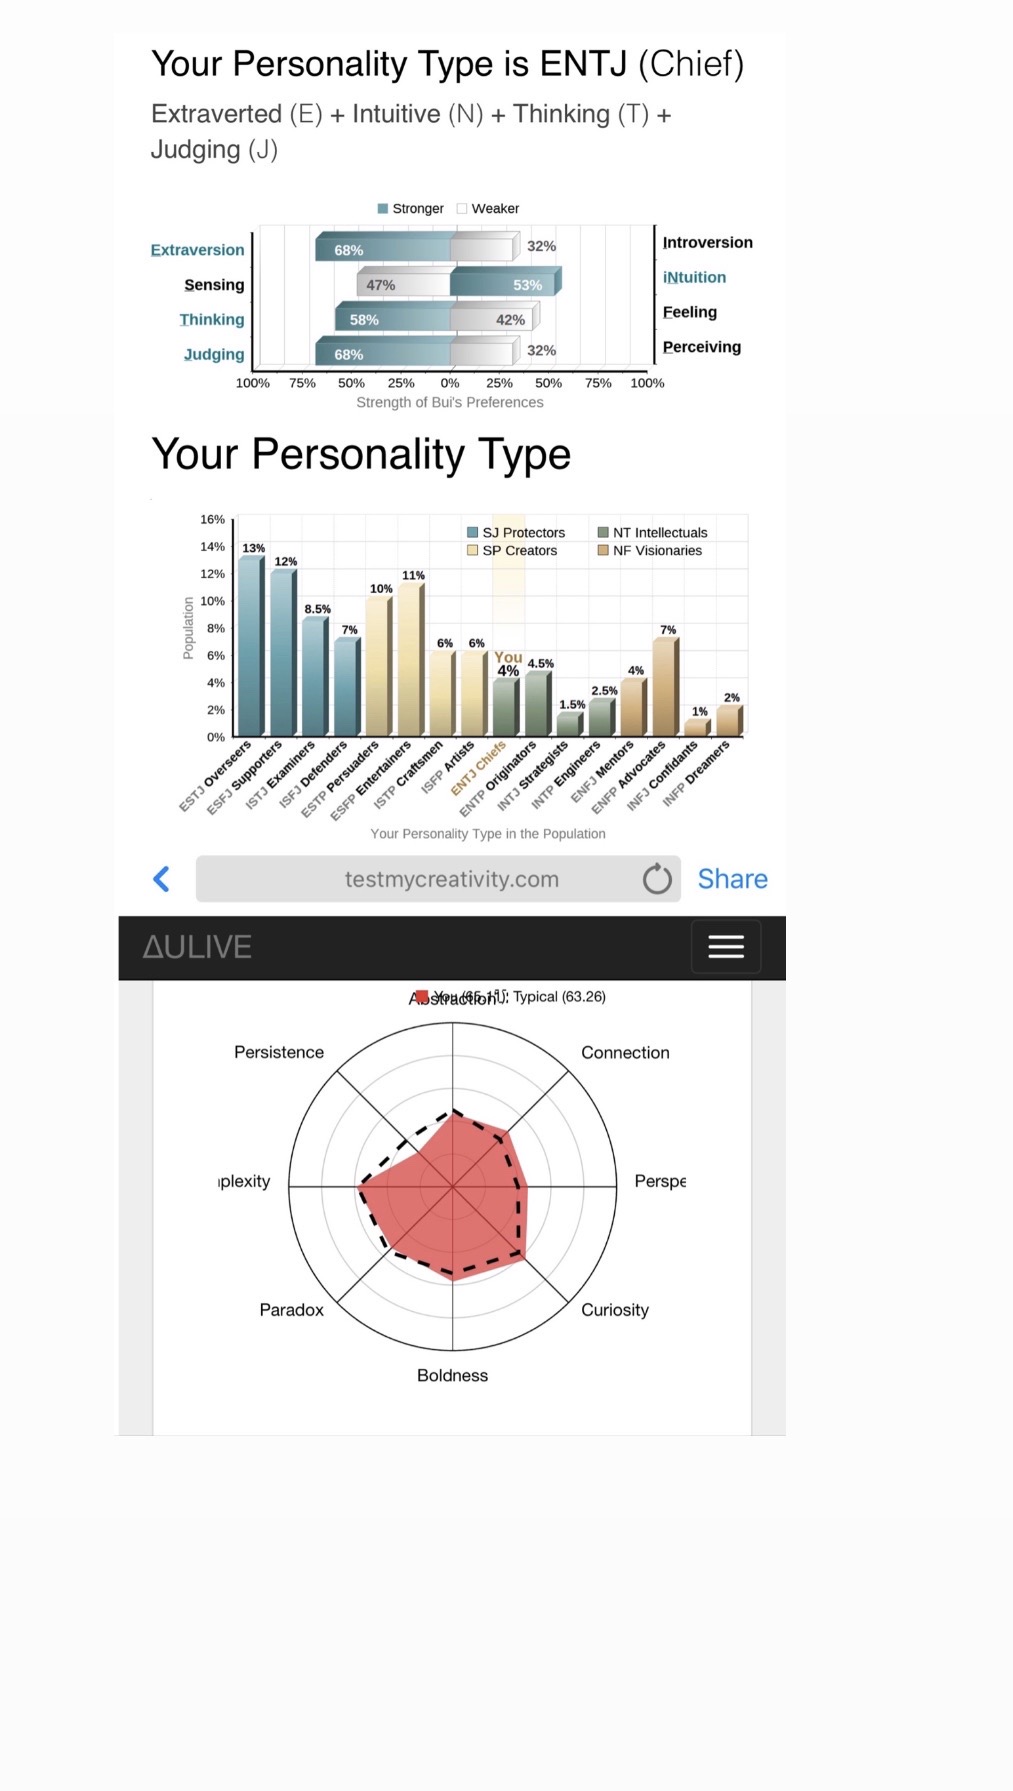 Your Personality Type is ENTJ (Chief)
Extraverted (E) + Intuitive (N) + Thinking (T) +
Judging (J)
Stronger Weaker
Extraversion 68% 32% Introversion
Sensing 47% 53% iNtuition
Thinking 58% 42% Feeling
Judging 68% 32% Perceiving
100% 75% 50% 25% 0% 25% 50% 75% 100%
Strength of Bui's Preferences
Your Personality Type
SJ Protectors NT Intellectuals
SP Creators NF Visionaries
16%
14%
12%
10%
8%
6%
4%
2%
0%
Population
13% 12% 8.5% 7% 10% 11% 6% 6% You 4% 4.5% 1.5% 2.5% 4% 7% 1% 2%
ESTJ Overseers
ESFJ Supporters
ISTJ Examiners
ISFJ Defenders
ESTP Persuaders
ESFP Entertainers
ISTP Craftsmen
ISFP Artists
ENTJ Chiefs
ENTP Originators
INTJ Strategists
INTP Engineers
ENFJ Mentors
ENFP Advocates
INFJ Confidants
INFP Dreamers
Your Personality Type in the Population
testmycreativity.com Share
ΔULIVE
Abstraction Typical (63.26)
Persistence Connection
plexity Perspe
Paradox Curiosity
Boldness